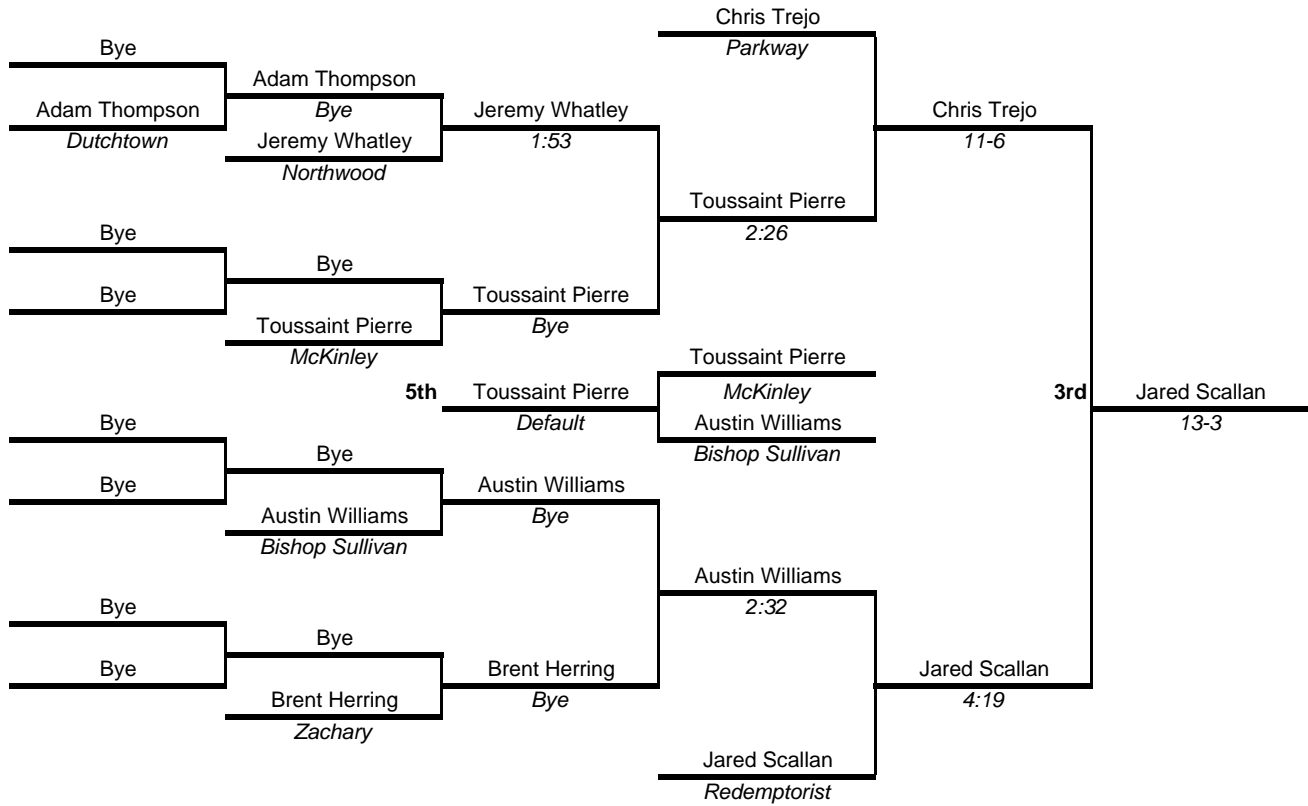 Chris Trejo
Parkway
Bye
Adam Thompson
Adam Thompson
Dutchtown
Bye
Jeremy Whatley
Northwood
Jeremy Whatley
1:53
Chris Trejo
11-6
Toussaint Pierre
2:26
Bye
Bye
Bye
Toussaint Pierre
McKinley
Toussaint Pierre
Bye
5th
Toussaint Pierre
Default
Toussaint Pierre
McKinley
Austin Williams
Bishop Sullivan
3rd
Jared Scallan
13-3
Bye
Bye
Bye
Austin Williams
Bishop Sullivan
Austin Williams
Bye
Austin Williams
2:32
Bye
Bye
Bye
Brent Herring
Zachary
Brent Herring
Bye
Jared Scallan
4:19
Jared Scallan
Redemptorist